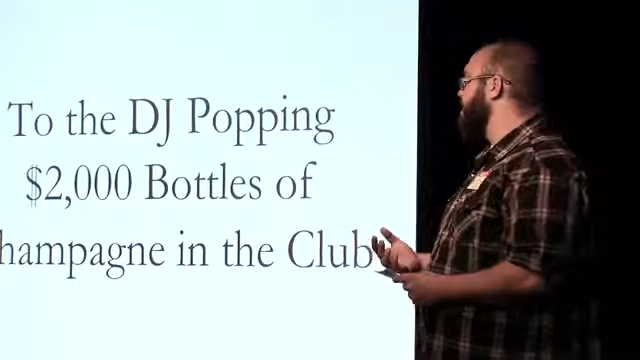 To the DJ Popping
$2,000 Bottles of
hampagne in the Club